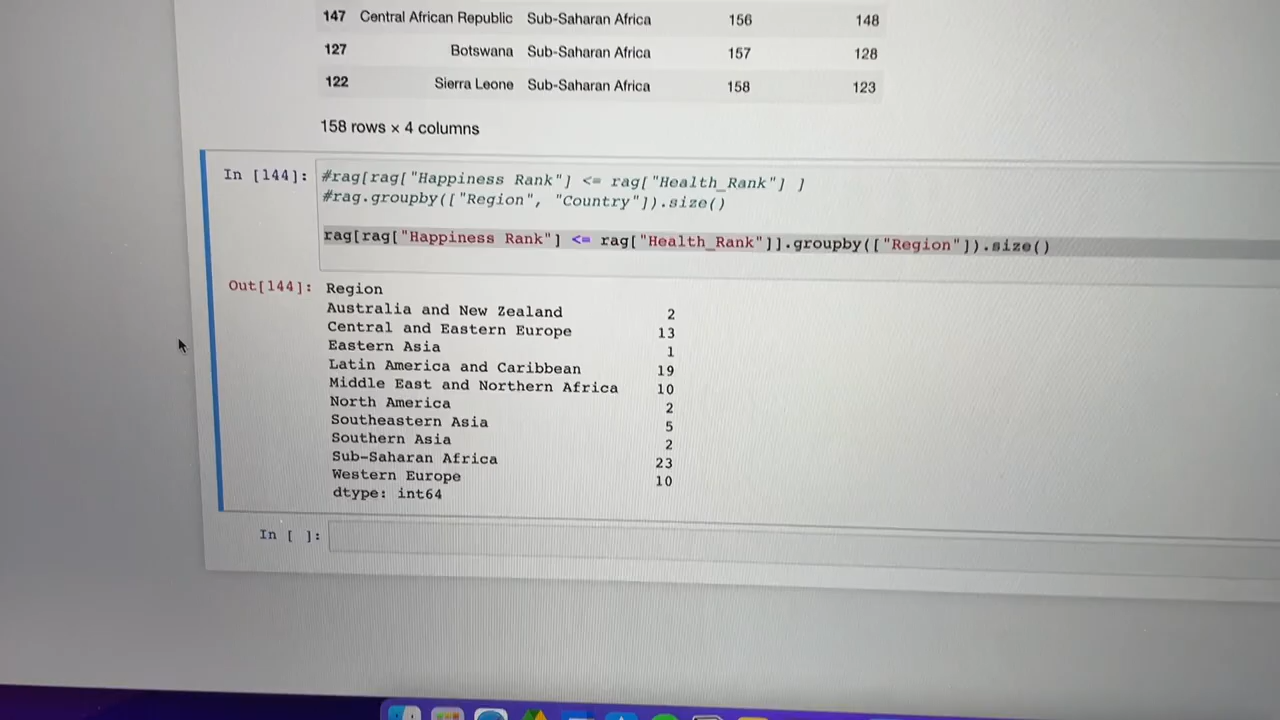 147 Central African Republic Sub-Saharan Africa 156 148
127 Botswana Sub-Saharan Africa 157 128
122 Sierra Leone Sub-Saharan Africa 158 123
158 rows × 4 columns
In [144]: #rag[rag["Happiness Rank"] <= rag["Health_Rank"] ]
#rag.groupby(["Region", "Country"]).size()
rag[rag["Happiness Rank"] <= rag["Health_Rank"]].groupby(["Region"]).size()
Out[144]: Region
Australia and New Zealand 2
Central and Eastern Europe 13
Eastern Asia 1
Latin America and Caribbean 19
Middle East and Northern Africa 10
North America 2
Southeastern Asia 5
Southern Asia 2
Sub-Saharan Africa 23
Western Europe 10
dtype: int64
In [ ]: